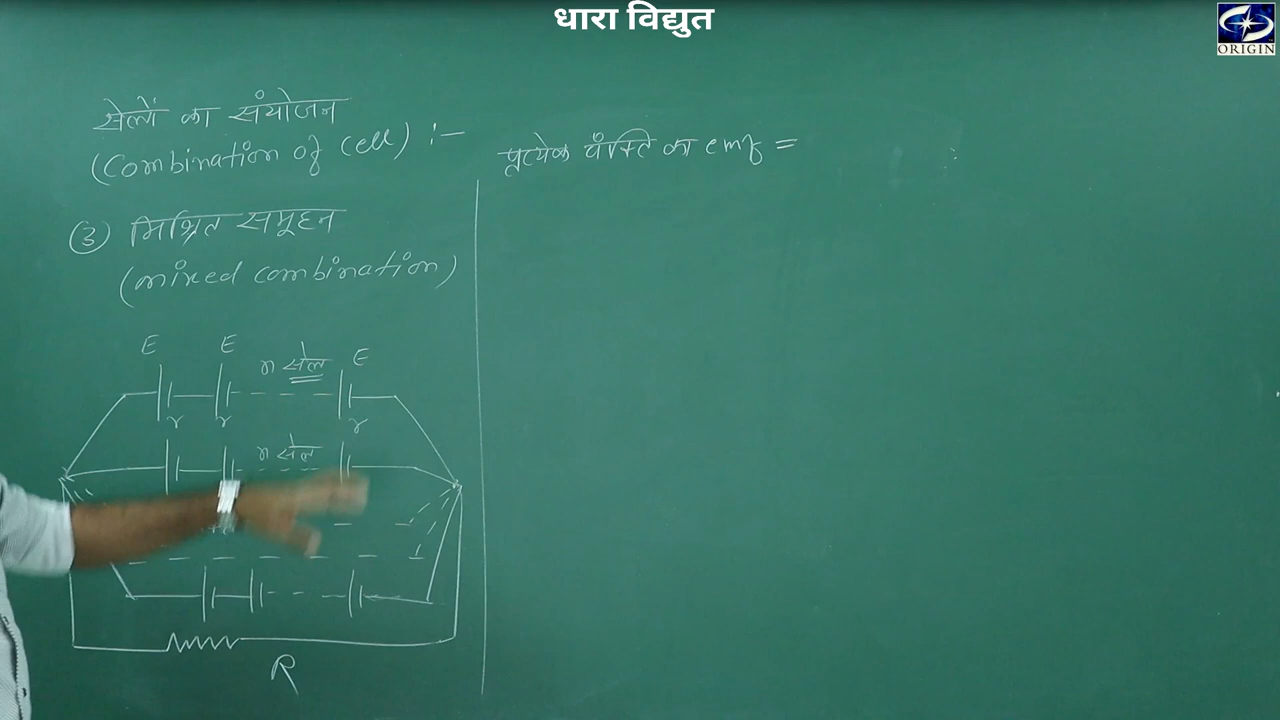 धारा विद्युत
ORIGIN
सेलों का संयोजन
(Combination of cell) :-
③ मिश्रित समूहन
(mixed combination)
E E n सेल E
r r r
n सेल
R
प्रत्येक पंक्ति का emf =